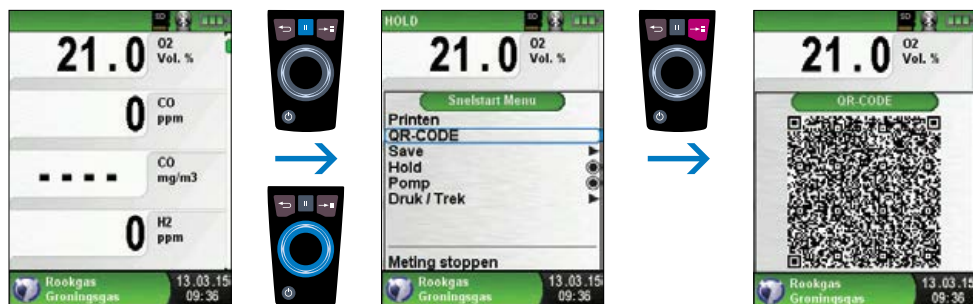 SD
21.0 O2 Vol. %
0 CO ppm
---- CO mg/m3
0 H2 ppm
Rookgas 13.03.15
Groningsgas 09:36
HOLD
SD
21.0 O2 Vol. %
Snelstart Menu
Printen
QR-CODE
Save
Hold
Pomp
Druk / Trek
Meting stoppen
Rookgas 13.03.15
Groningsgas 09:36
SD
21.0 O2 Vol. %
QR-CODE
Rookgas 13.03.15
Groningsgas 09:36